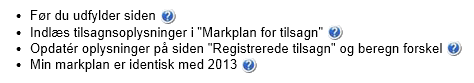 • Før du udfylder siden
• Indlæs tilsagnsoplysninger i "Markplan for tilsagn"
• Opdatér oplysninger på siden "Registrerede tilsagn" og beregn forskel
• Min markplan er identisk med 2013